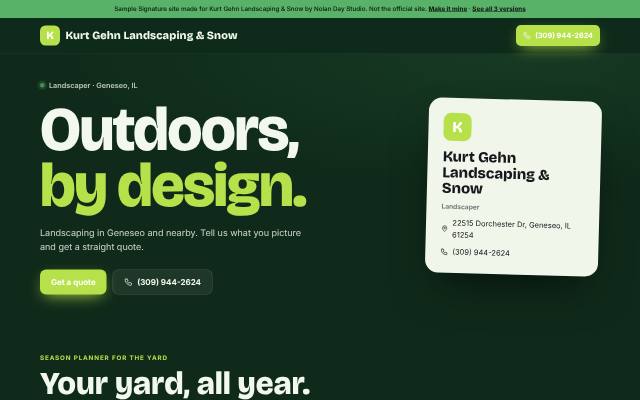 Sample Signature site made for Kurt Gehn Landscaping & Snow by Nolan Day Studio. Not the official site. Make it mine · See all 3 versions
K Kurt Gehn Landscaping & Snow
(309) 944-2624
Landscaper · Geneseo, IL
Outdoors,
by design.
Landscaping in Geneseo and nearby. Tell us what you picture
and get a straight quote.
Get a quote
(309) 944-2624
K
Kurt Gehn
Landscaping &
Snow
Landscaper
22515 Dorchester Dr, Geneseo, IL
61254
(309) 944-2624
SEASON PLANNER FOR THE YARD
Your yard, all year.